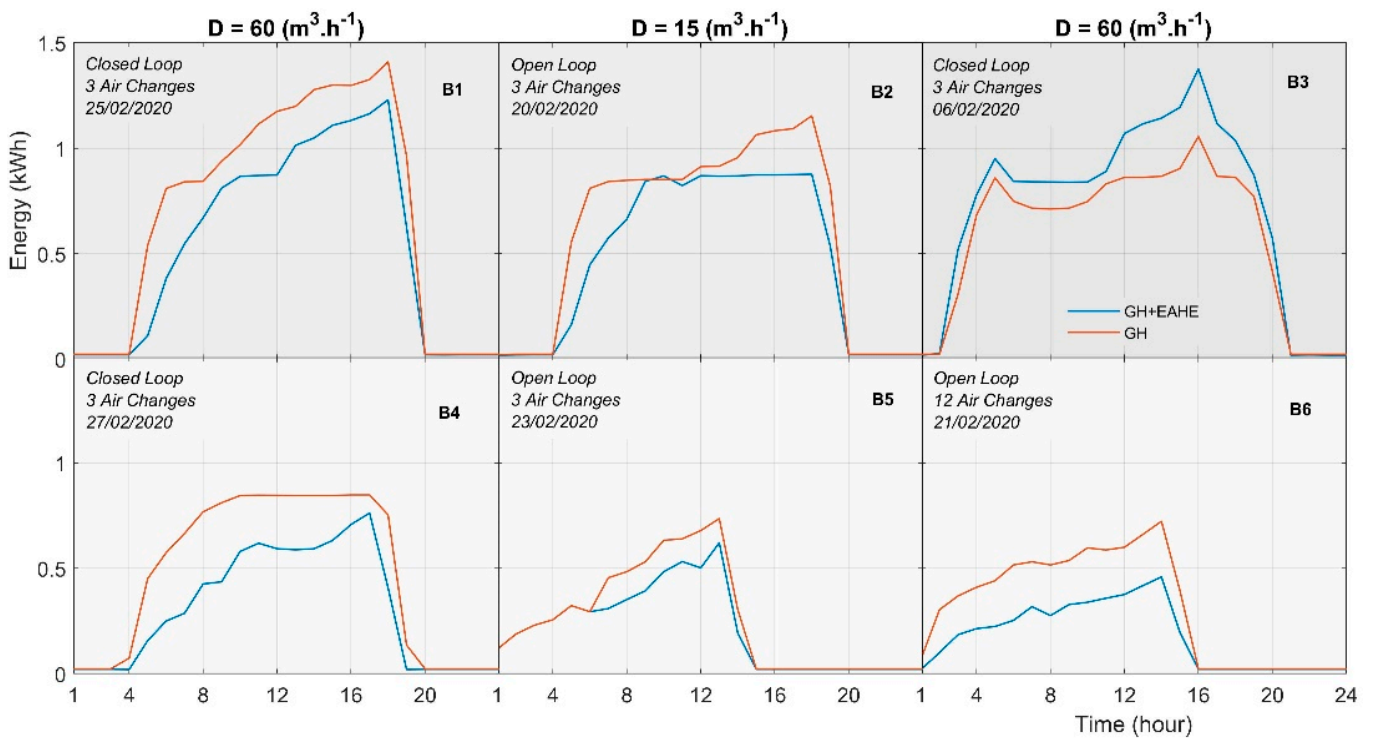 D = 60 (m³.h⁻¹)
D = 15 (m³.h⁻¹)
D = 60 (m³.h⁻¹)
Energy (kWh)
1.5
1
0.5
0
Closed Loop
3 Air Changes
25/02/2020
B1
Open Loop
3 Air Changes
20/02/2020
B2
Closed Loop
3 Air Changes
06/02/2020
B3
GH+EAHE
GH
1
0.5
0
Closed Loop
3 Air Changes
27/02/2020
B4
Open Loop
3 Air Changes
23/02/2020
B5
Open Loop
12 Air Changes
21/02/2020
B6
1 4 8 12 16 20 1 4 8 12 16 20 1 4 8 12 16 20 24
Time (hour)